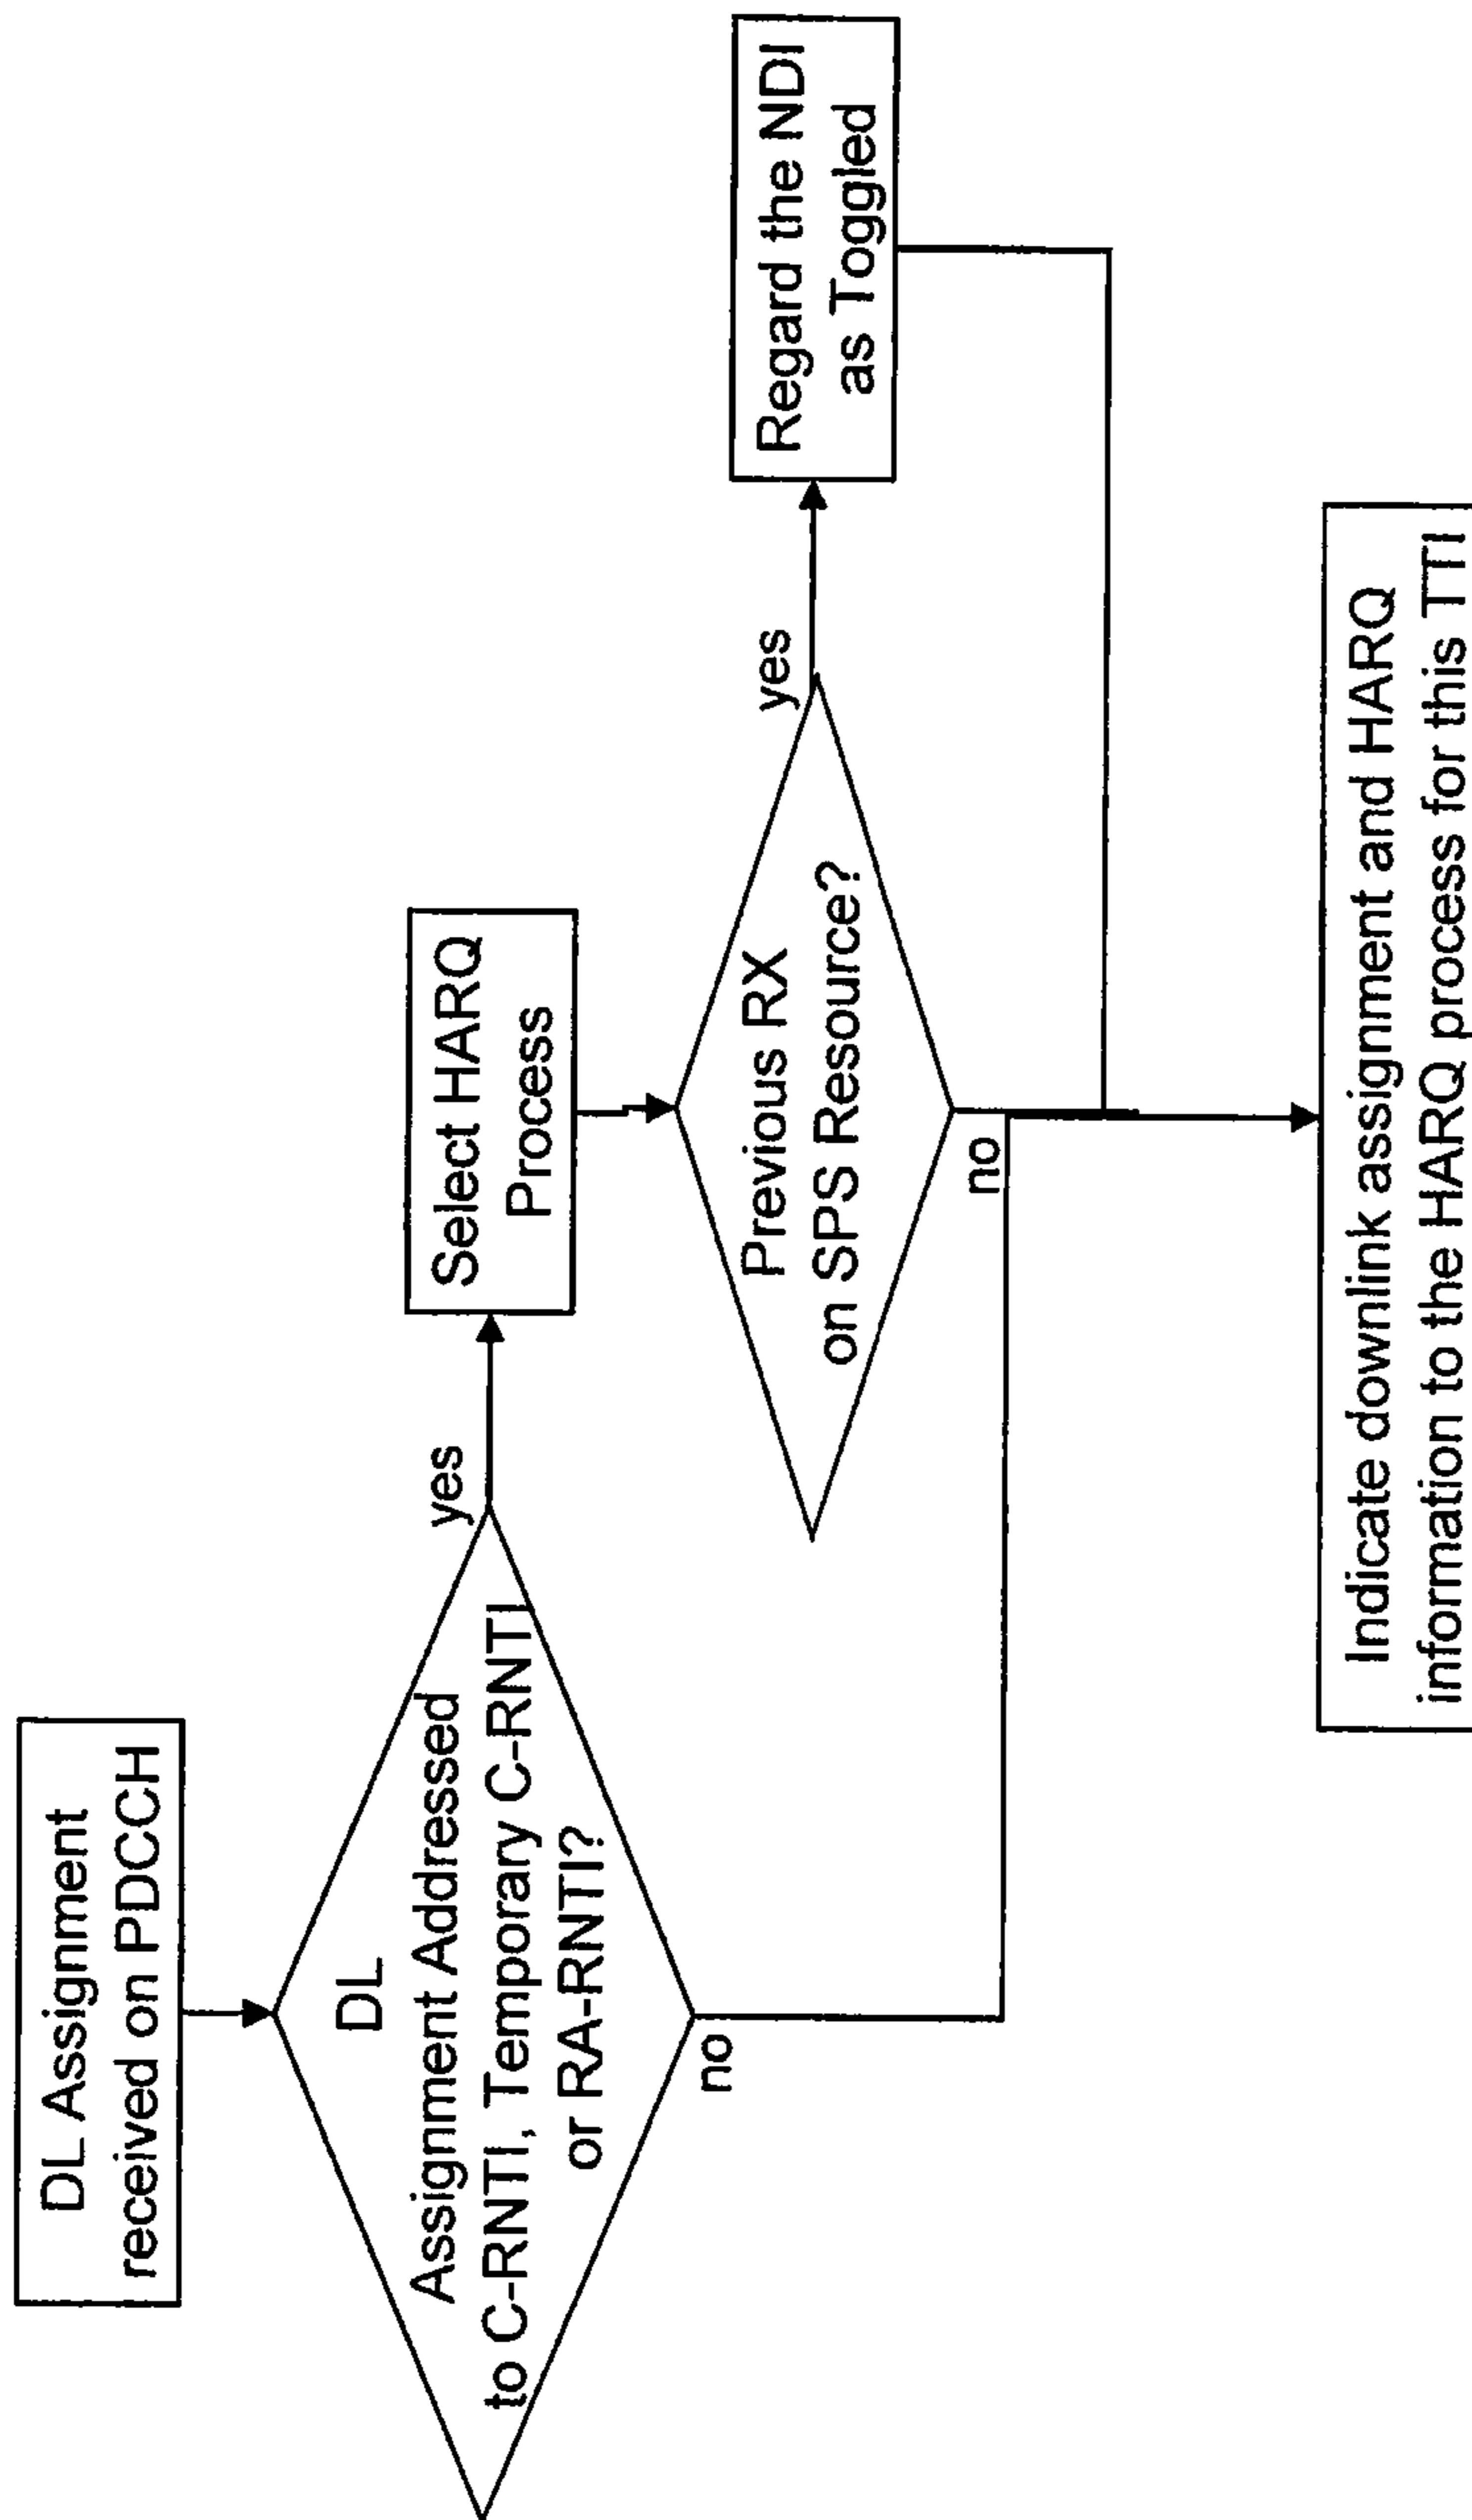 DL Assignment
received on PDCCH
DL
Assignment Addressed
to C-RNTI, Temporary C-RNTI
or RA-RNTI?
yes
no
Select HARQ
Process
Previous RX
on SPS Resource?
yes
no
Regard the NDI
as Toggled
Indicate downlink assignment and HARQ
information to the HARQ process for this TTI